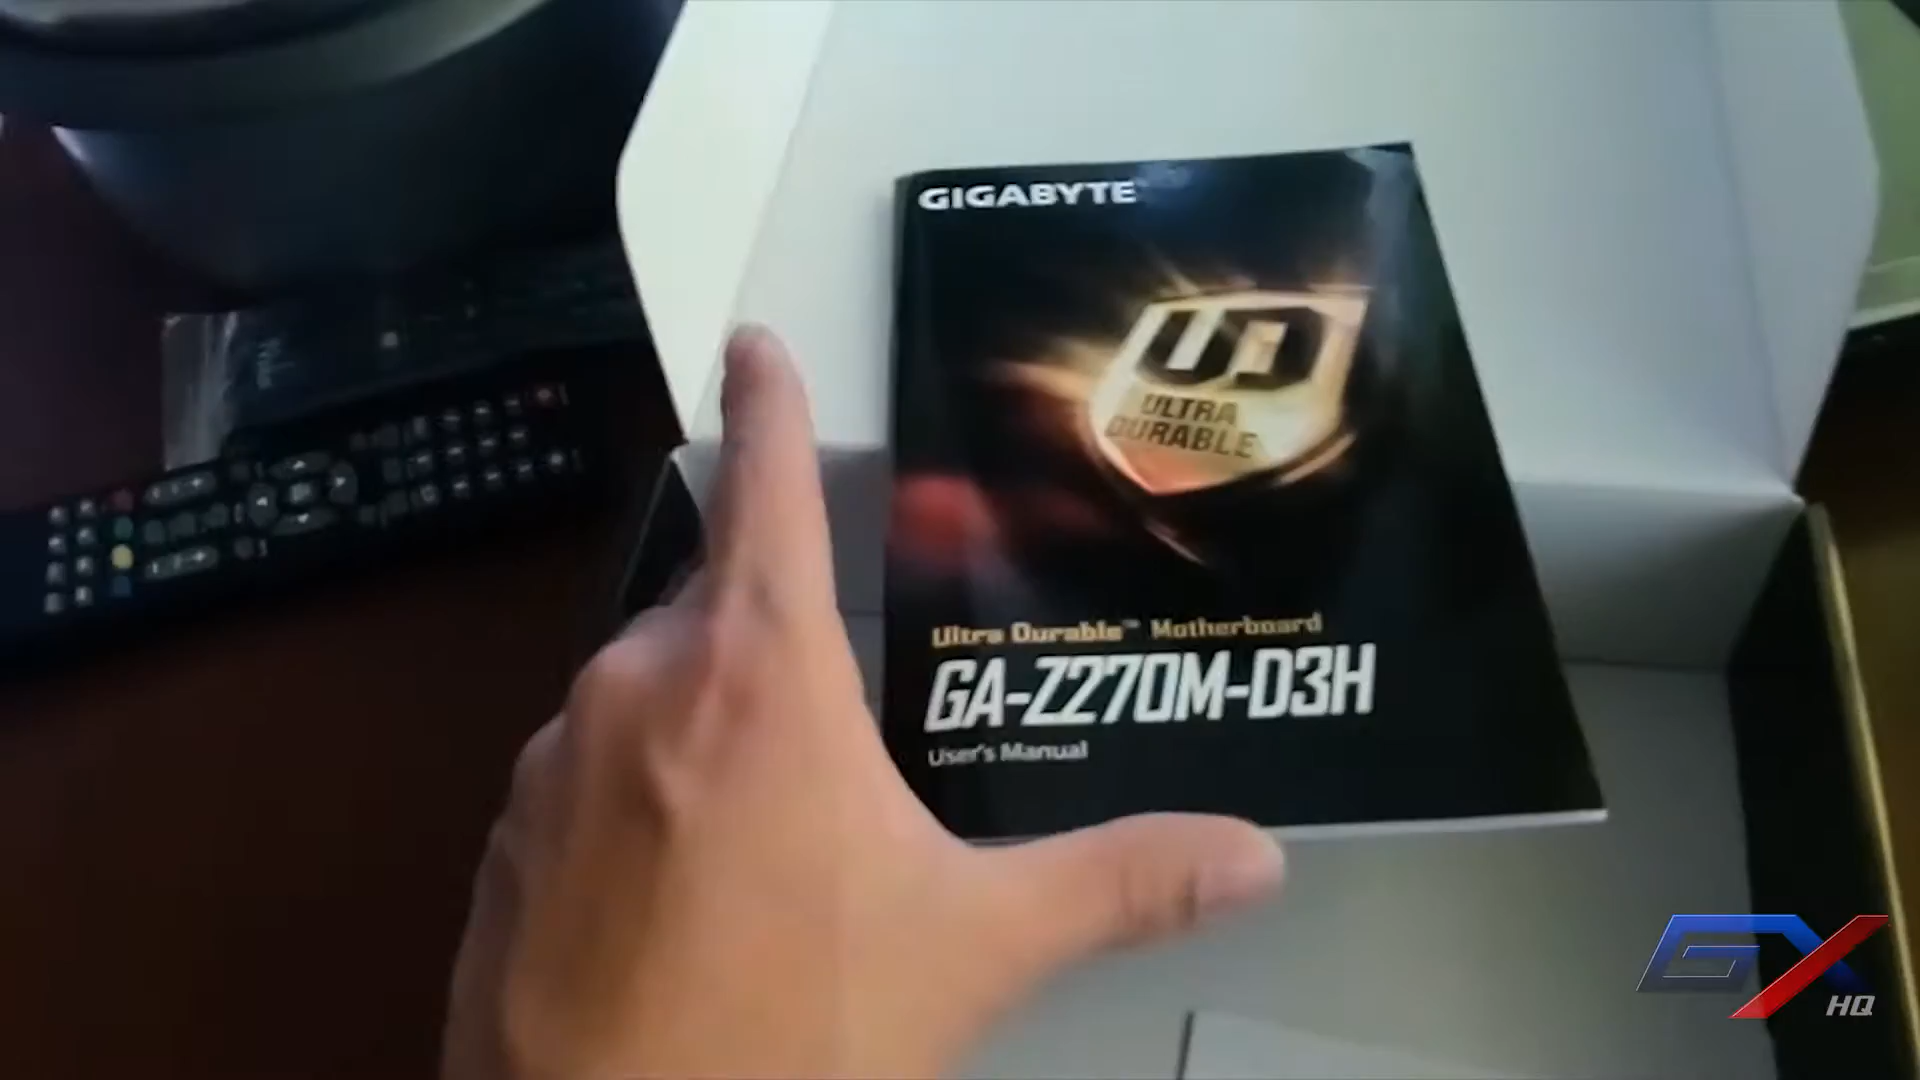 GIGABYTE
UD
ULTRA
DURABLE
Ultra Durable™ Motherboard
GA-Z270M-D3H
User's Manual
GX
HQ